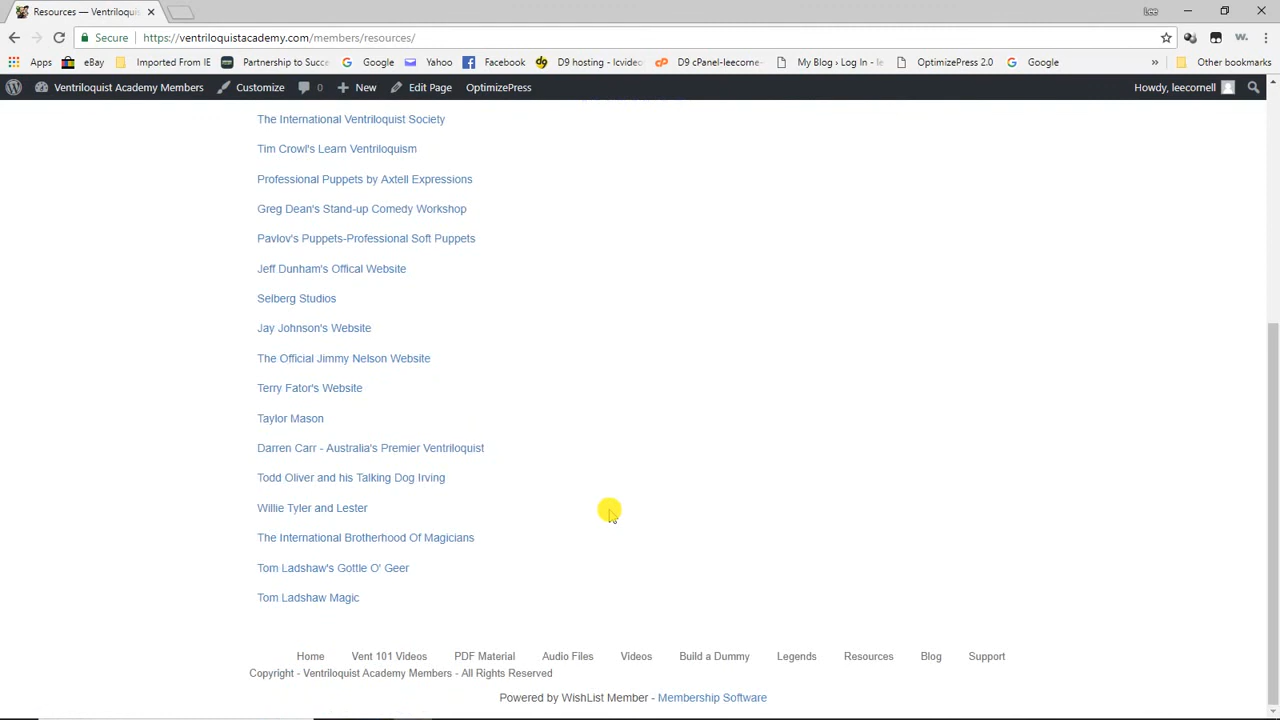 Resources — Ventriloquis
Secure
https://ventriloquistacademy.com/members/resources/
Apps
eBay
Imported From IE
Partnership to Succe
Google
Yahoo
Facebook
D9 hosting - lcvideo
D9 cPanel-leecorne
My Blog › Log In - le
OptimizePress 2.0
Google
»
Other bookmarks
Ventriloquist Academy Members
Customize
0
New
Edit Page
OptimizePress
Howdy, leecornell
The International Ventriloquist Society
Tim Crowl's Learn Ventriloquism
Professional Puppets by Axtell Expressions
Greg Dean's Stand-up Comedy Workshop
Pavlov's Puppets-Professional Soft Puppets
Jeff Dunham's Offical Website
Selberg Studios
Jay Johnson's Website
The Official Jimmy Nelson Website
Terry Fator's Website
Taylor Mason
Darren Carr - Australia's Premier Ventriloquist
Todd Oliver and his Talking Dog Irving
Willie Tyler and Lester
The International Brotherhood Of Magicians
Tom Ladshaw's Gottle O' Geer
Tom Ladshaw Magic
Home
Vent 101 Videos
PDF Material
Audio Files
Videos
Build a Dummy
Legends
Resources
Blog
Support
Copyright - Ventriloquist Academy Members - All Rights Reserved
Powered by WishList Member - Membership Software